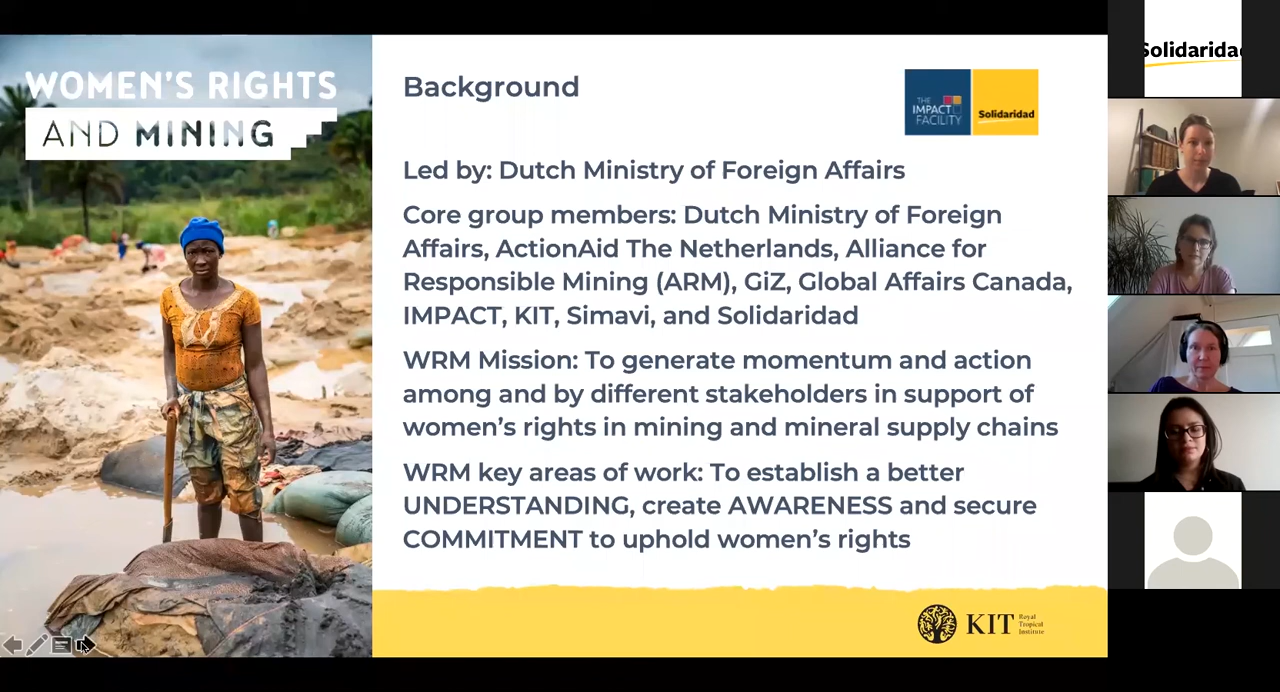 WOMEN'S RIGHTS
AND MINING
Background
THE
IMPACT
FACILITY
Solidaridad
Led by: Dutch Ministry of Foreign Affairs
Core group members: Dutch Ministry of Foreign
Affairs, ActionAid The Netherlands, Alliance for
Responsible Mining (ARM), GiZ, Global Affairs Canada,
IMPACT, KIT, Simavi, and Solidaridad
WRM Mission: To generate momentum and action
among and by different stakeholders in support of
women’s rights in mining and mineral supply chains
WRM key areas of work: To establish a better
UNDERSTANDING, create AWARENESS and secure
COMMITMENT to uphold women’s rights
KIT Royal
Tropical
Institute
Solidaridad